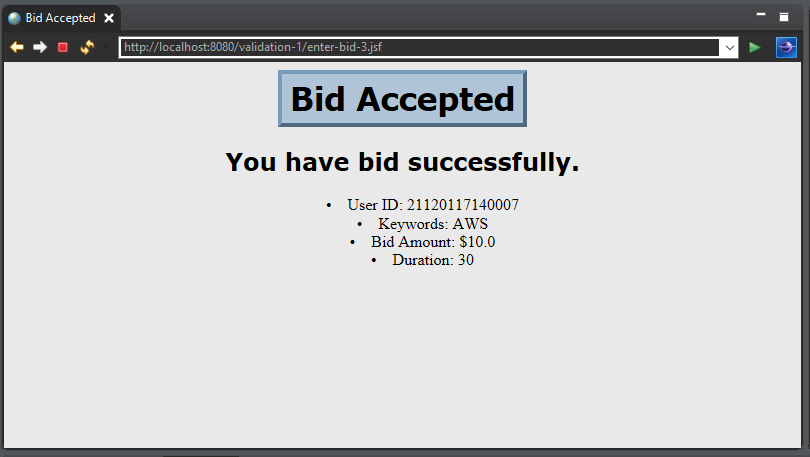 Bid Accepted
http://localhost:8080/validation-1/enter-bid-3.jsf
Bid Accepted
You have bid successfully.
• User ID: 21120117140007
• Keywords: AWS
• Bid Amount: $10.0
• Duration: 30